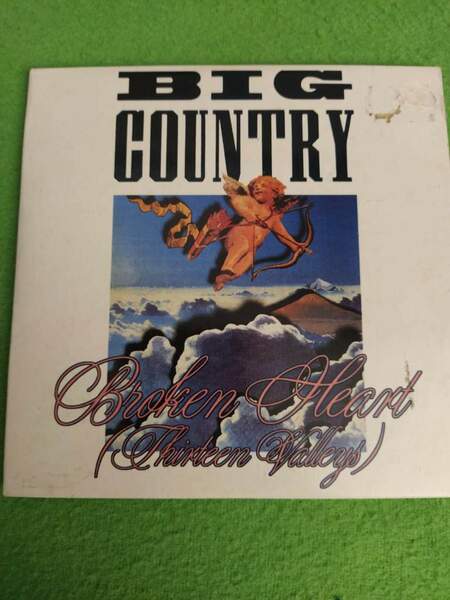 BIG
COUNTRY
Broken Heart
(Thirteen Valleys)